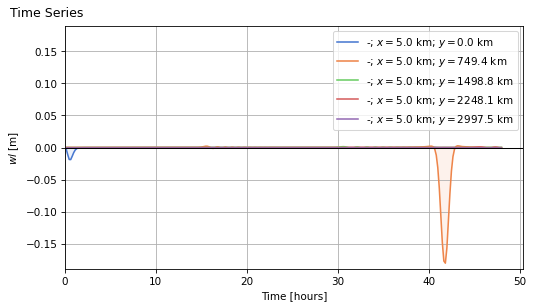 Time Series
-; x = 5.0 km; y = 0.0 km
-; x = 5.0 km; y = 749.4 km
-; x = 5.0 km; y = 1498.8 km
-; x = 5.0 km; y = 2248.1 km
-; x = 5.0 km; y = 2997.5 km
0.15
0.10
0.05
0.00
−0.05
−0.10
−0.15
wl [m]
0 10 20 30 40 50
Time [hours]